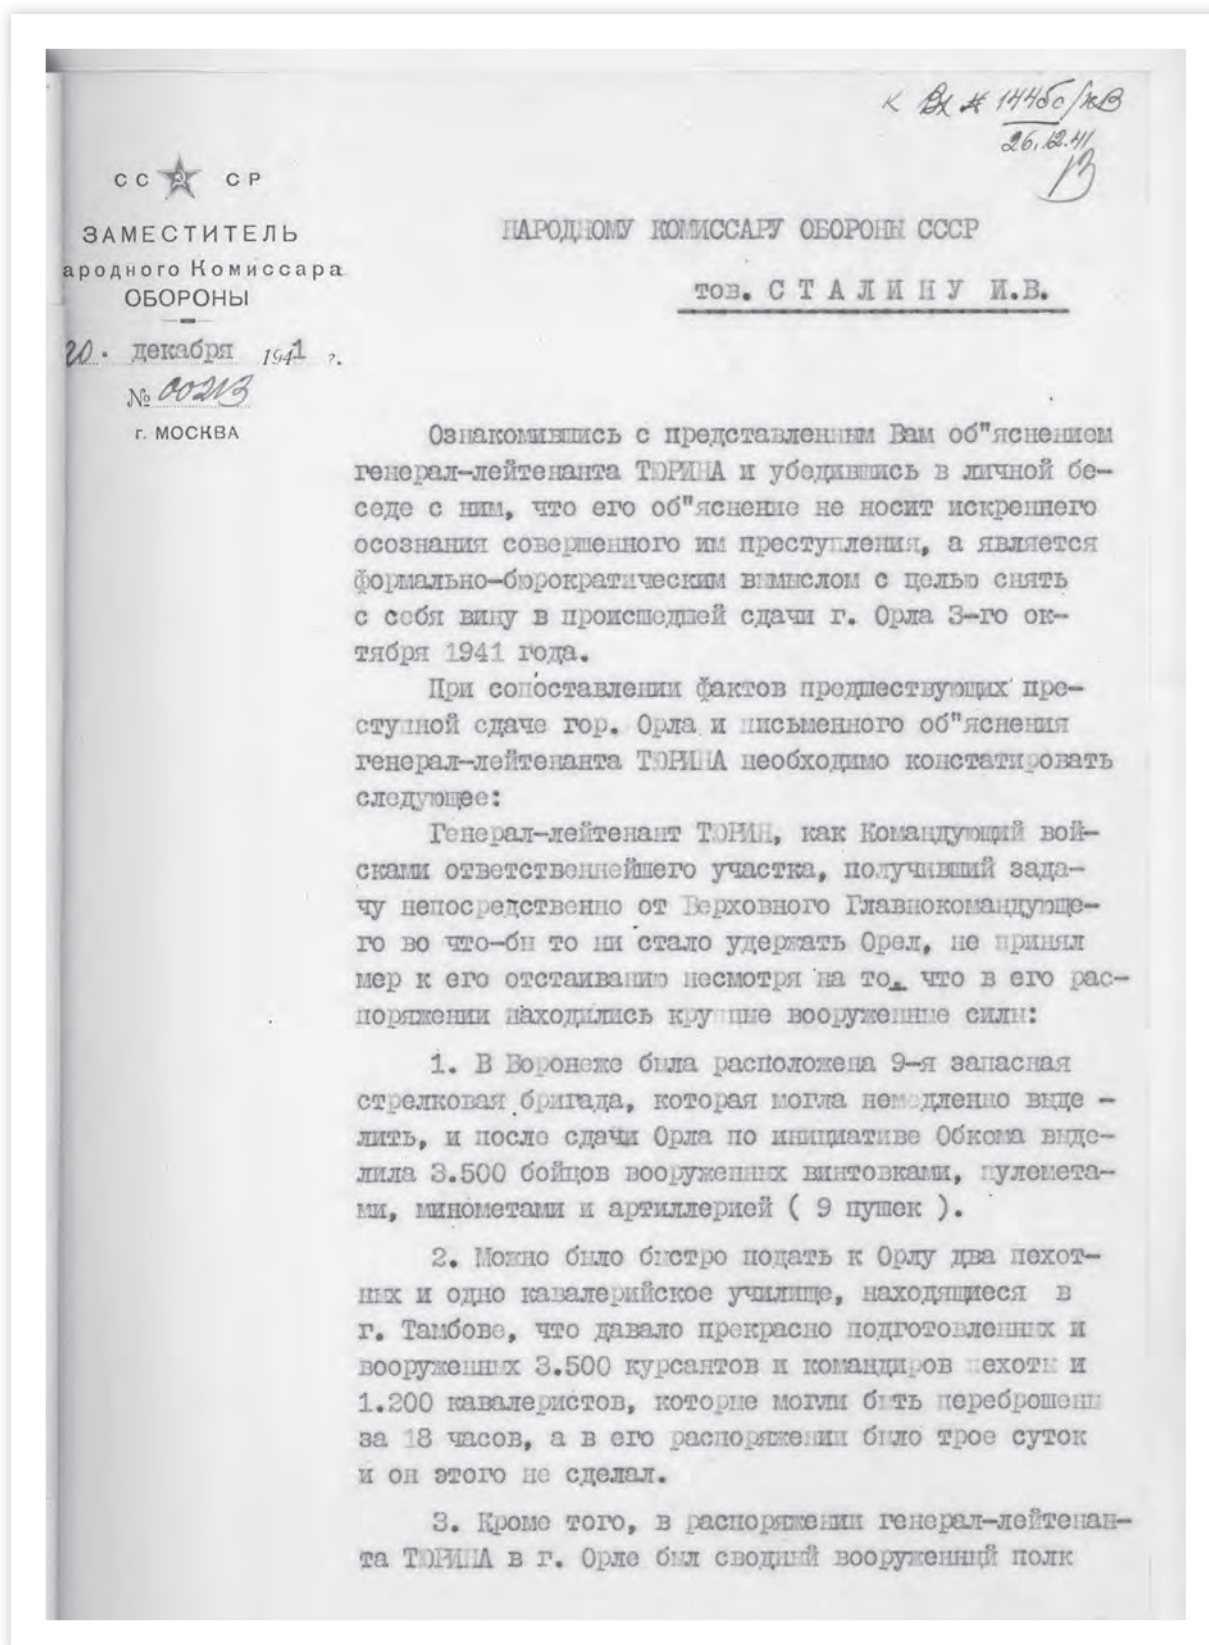 к Вх # 1445с/кВ
26.12.41
13
СС СР
ЗАМЕСТИТЕЛЬ
ародного Комиссара
ОБОРОНЫ
20. декабря 1941 г.
№ 00213
г. МОСКВА
НАРОДНОМУ КОМИССАРУ ОБОРОНЫ СССР
тов. С Т А Л И Н У И.В.
Ознакомившись с представленным Вам об"яснением
генерал-лейтенанта ТЮРИНА и убедившись в личной бе-
седе с ним, что его об"яснение не носит искреннего
осознания совершенного им преступления, а является
формально-бюрократическим вымыслом с целью снять
с себя вину в происшедшей сдачи г. Орла 3-го ок-
тября 1941 года.
При сопоставлении фактов предшествующих пре-
ступной сдаче гор. Орла и письменного об"яснения
генерал-лейтенанта ТЮРИНА необходимо констатировать
следующее:
Генерал-лейтенант ТЮРИН, как Командующий вой-
сками ответственнейшего участка, получивший зада-
чу непосредственно от Верховного Главнокомандующе-
го во что-бы то ни стало удержать Орел, не принял
мер к его отстаиванию несмотря на то, что в его рас-
поряжении находились крупные вооруженные силы:
1. В Воронеже была расположена 9-я запасная
стрелковая бригада, которая могла немедленно выде -
лить, и после сдачи Орла по инициативе Обкома выде-
лила 3.500 бойцов вооруженных винтовками, пулемета-
ми, минометами и артиллерией ( 9 пушек ).
2. Можно было быстро подать к Орлу два пехот-
ных и одно кавалерийское училище, находящиеся в
г. Тамбове, что давало прекрасно подготовленных и
вооруженных 3.500 курсантов и командиров пехоты и
1.200 кавалеристов, которые могли быть переброшены
за 18 часов, а в его распоряжении было трое суток
и он этого не сделал.
3. Кроме того, в распоряжении генерал-лейтенан-
та ТЮРИНА в г. Орле был сводный вооруженный полк